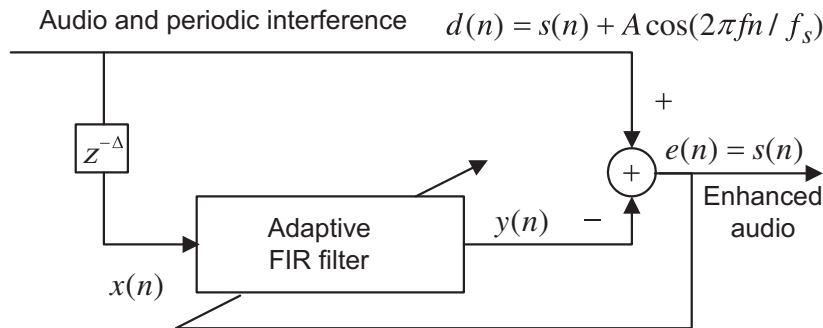 Audio and periodic interference
d(n) = s(n) + A cos(2πfn / f_s)
+
z^{-Δ}
+
e(n) = s(n)
Adaptive
FIR filter
y(n)
−
Enhanced
audio
x(n)